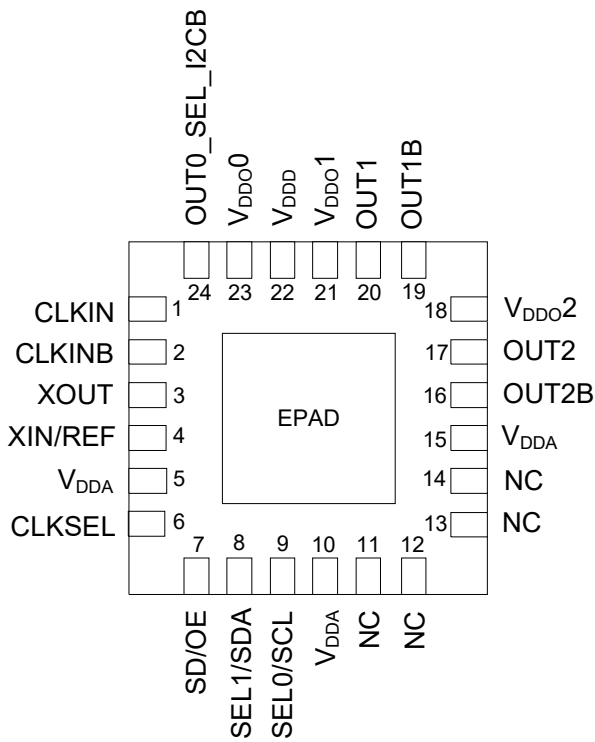 OUT0_SEL_I2CB
VDDO0
VDDD
VDDO1
OUT1
OUT1B
24
23
22
21
20
19
CLKIN
1
CLKINB
2
XOUT
3
XIN/REF
4
VDDA
5
CLKSEL
6
EPAD
18
VDDO2
17
OUT2
16
OUT2B
15
VDDA
14
NC
13
NC
7
8
9
10
11
12
SD/OE
SEL1/SDA
SEL0/SCL
VDDA
NC
NC